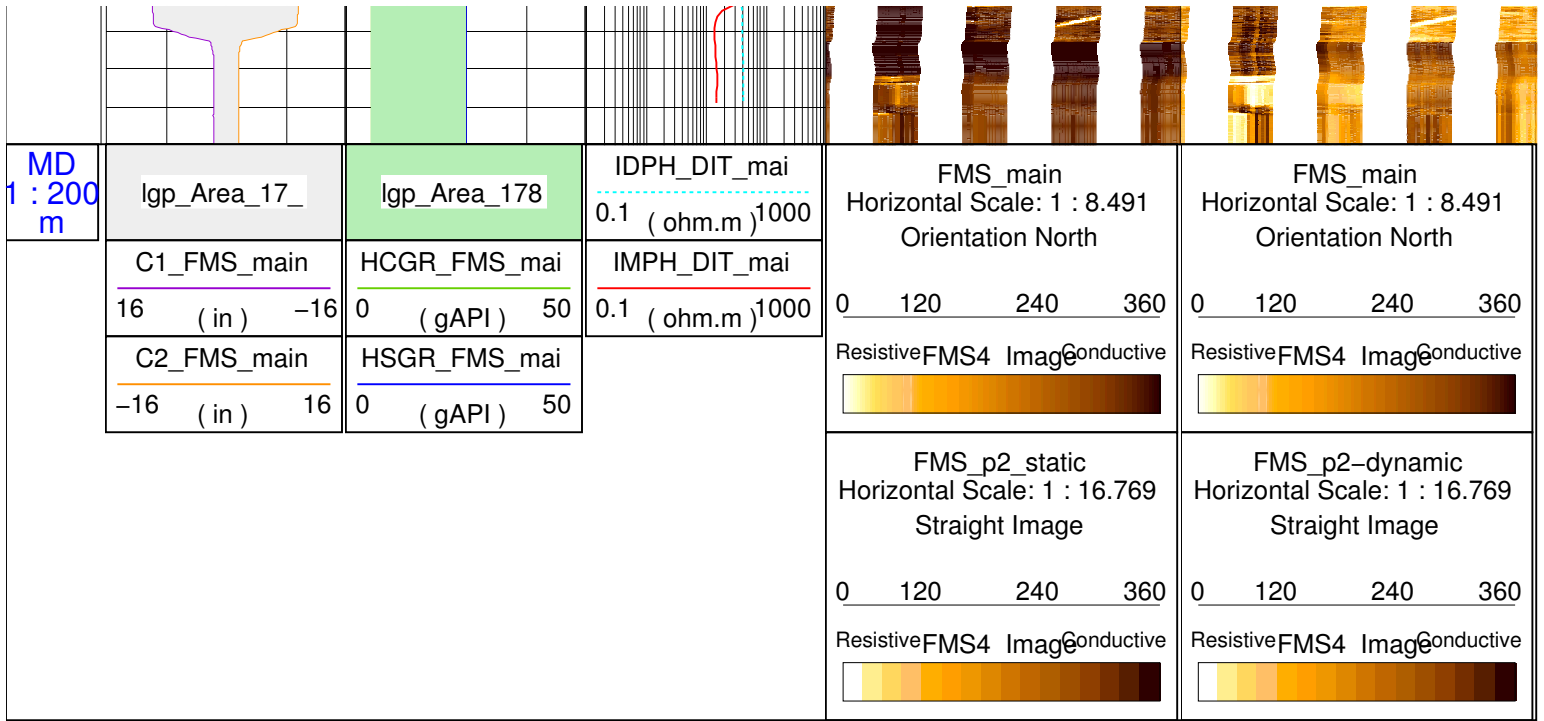 MD
1 : 200
m
lgp_Area_17_
C1_FMS_main
16 ( in ) −16
C2_FMS_main
−16 ( in ) 16
lgp_Area_178
HCGR_FMS_mai
0 ( gAPI ) 50
HSGR_FMS_mai
0 ( gAPI ) 50
IDPH_DIT_mai
0.1 ( ohm.m ) 1000
IMPH_DIT_mai
0.1 ( ohm.m ) 1000
FMS_main
Horizontal Scale: 1 : 8.491
Orientation North
0 120 240 360
Resistive FMS4 Image Conductive
FMS_p2_static
Horizontal Scale: 1 : 16.769
Straight Image
0 120 240 360
Resistive FMS4 Image Conductive
FMS_main
Horizontal Scale: 1 : 8.491
Orientation North
0 120 240 360
Resistive FMS4 Image Conductive
FMS_p2−dynamic
Horizontal Scale: 1 : 16.769
Straight Image
0 120 240 360
Resistive FMS4 Image Conductive